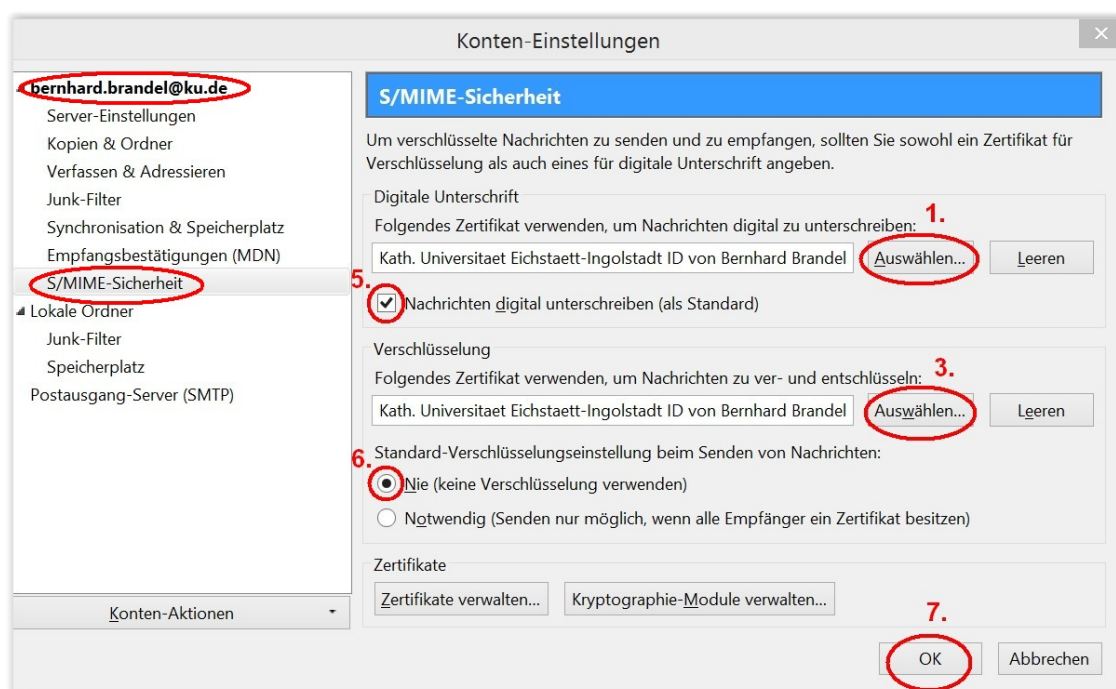 Konten-Einstellungen
bernhard.brandel@ku.de
Server-Einstellungen
Kopien & Ordner
Verfassen & Adressieren
Junk-Filter
Synchronisation & Speicherplatz
Empfangsbestätigungen (MDN)
S/MIME-Sicherheit
Lokale Ordner
Junk-Filter
Speicherplatz
Postausgang-Server (SMTP)
Konten-Aktionen
S/MIME-Sicherheit
Um verschlüsselte Nachrichten zu senden und zu empfangen, sollten Sie sowohl ein Zertifikat für
Verschlüsselung als auch eines für digitale Unterschrift angeben.
Digitale Unterschrift
1.
Folgendes Zertifikat verwenden, um Nachrichten digital zu unterschreiben:
Kath. Universitaet Eichstaett-Ingolstadt ID von Bernhard Brandel Auswählen... Leeren
5. Nachrichten digital unterschreiben (als Standard)
Verschlüsselung
3.
Folgendes Zertifikat verwenden, um Nachrichten zu ver- und entschlüsseln:
Kath. Universitaet Eichstaett-Ingolstadt ID von Bernhard Brandel Auswählen... Leeren
Standard-Verschlüsselungseinstellung beim Senden von Nachrichten:
6. Nie (keine Verschlüsselung verwenden)
Notwendig (Senden nur möglich, wenn alle Empfänger ein Zertifikat besitzen)
Zertifikate
Zertifikate verwalten... Kryptographie-Module verwalten...
7.
OK Abbrechen